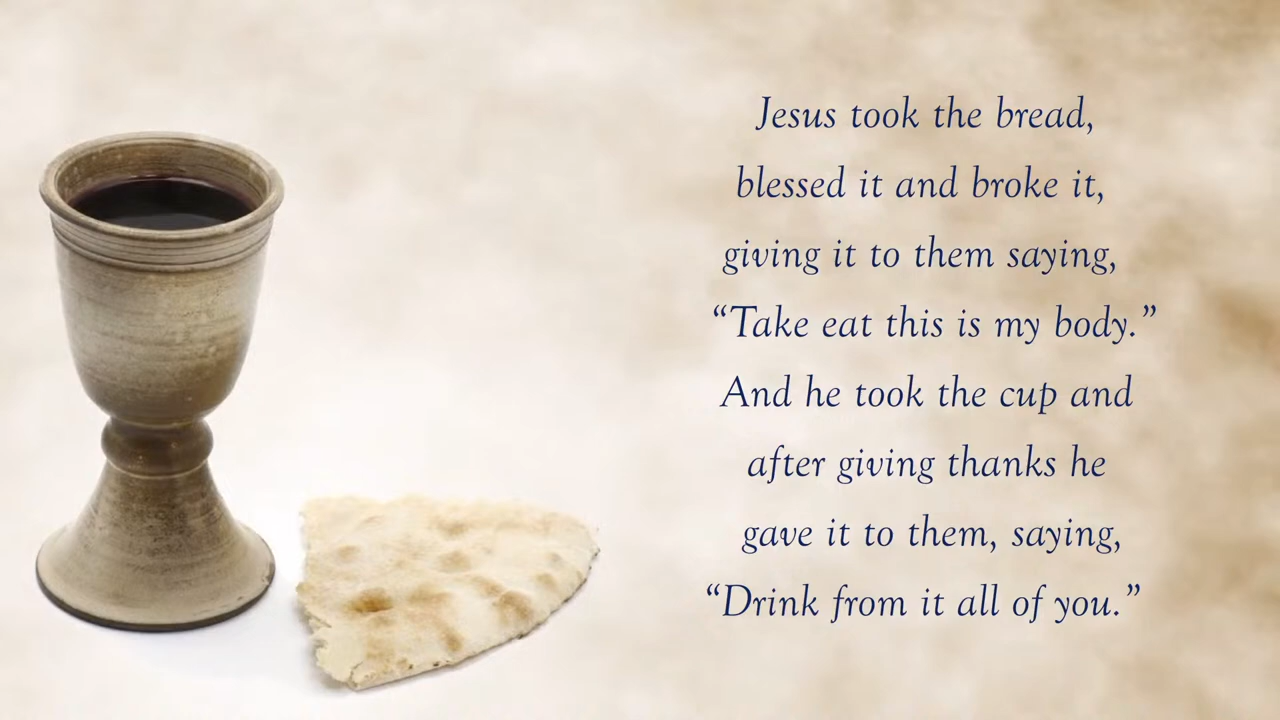 Jesus took the bread,
blessed it and broke it,
giving it to them saying,
“Take eat this is my body.”
And he took the cup and
after giving thanks he
gave it to them, saying,
“Drink from it all of you.”